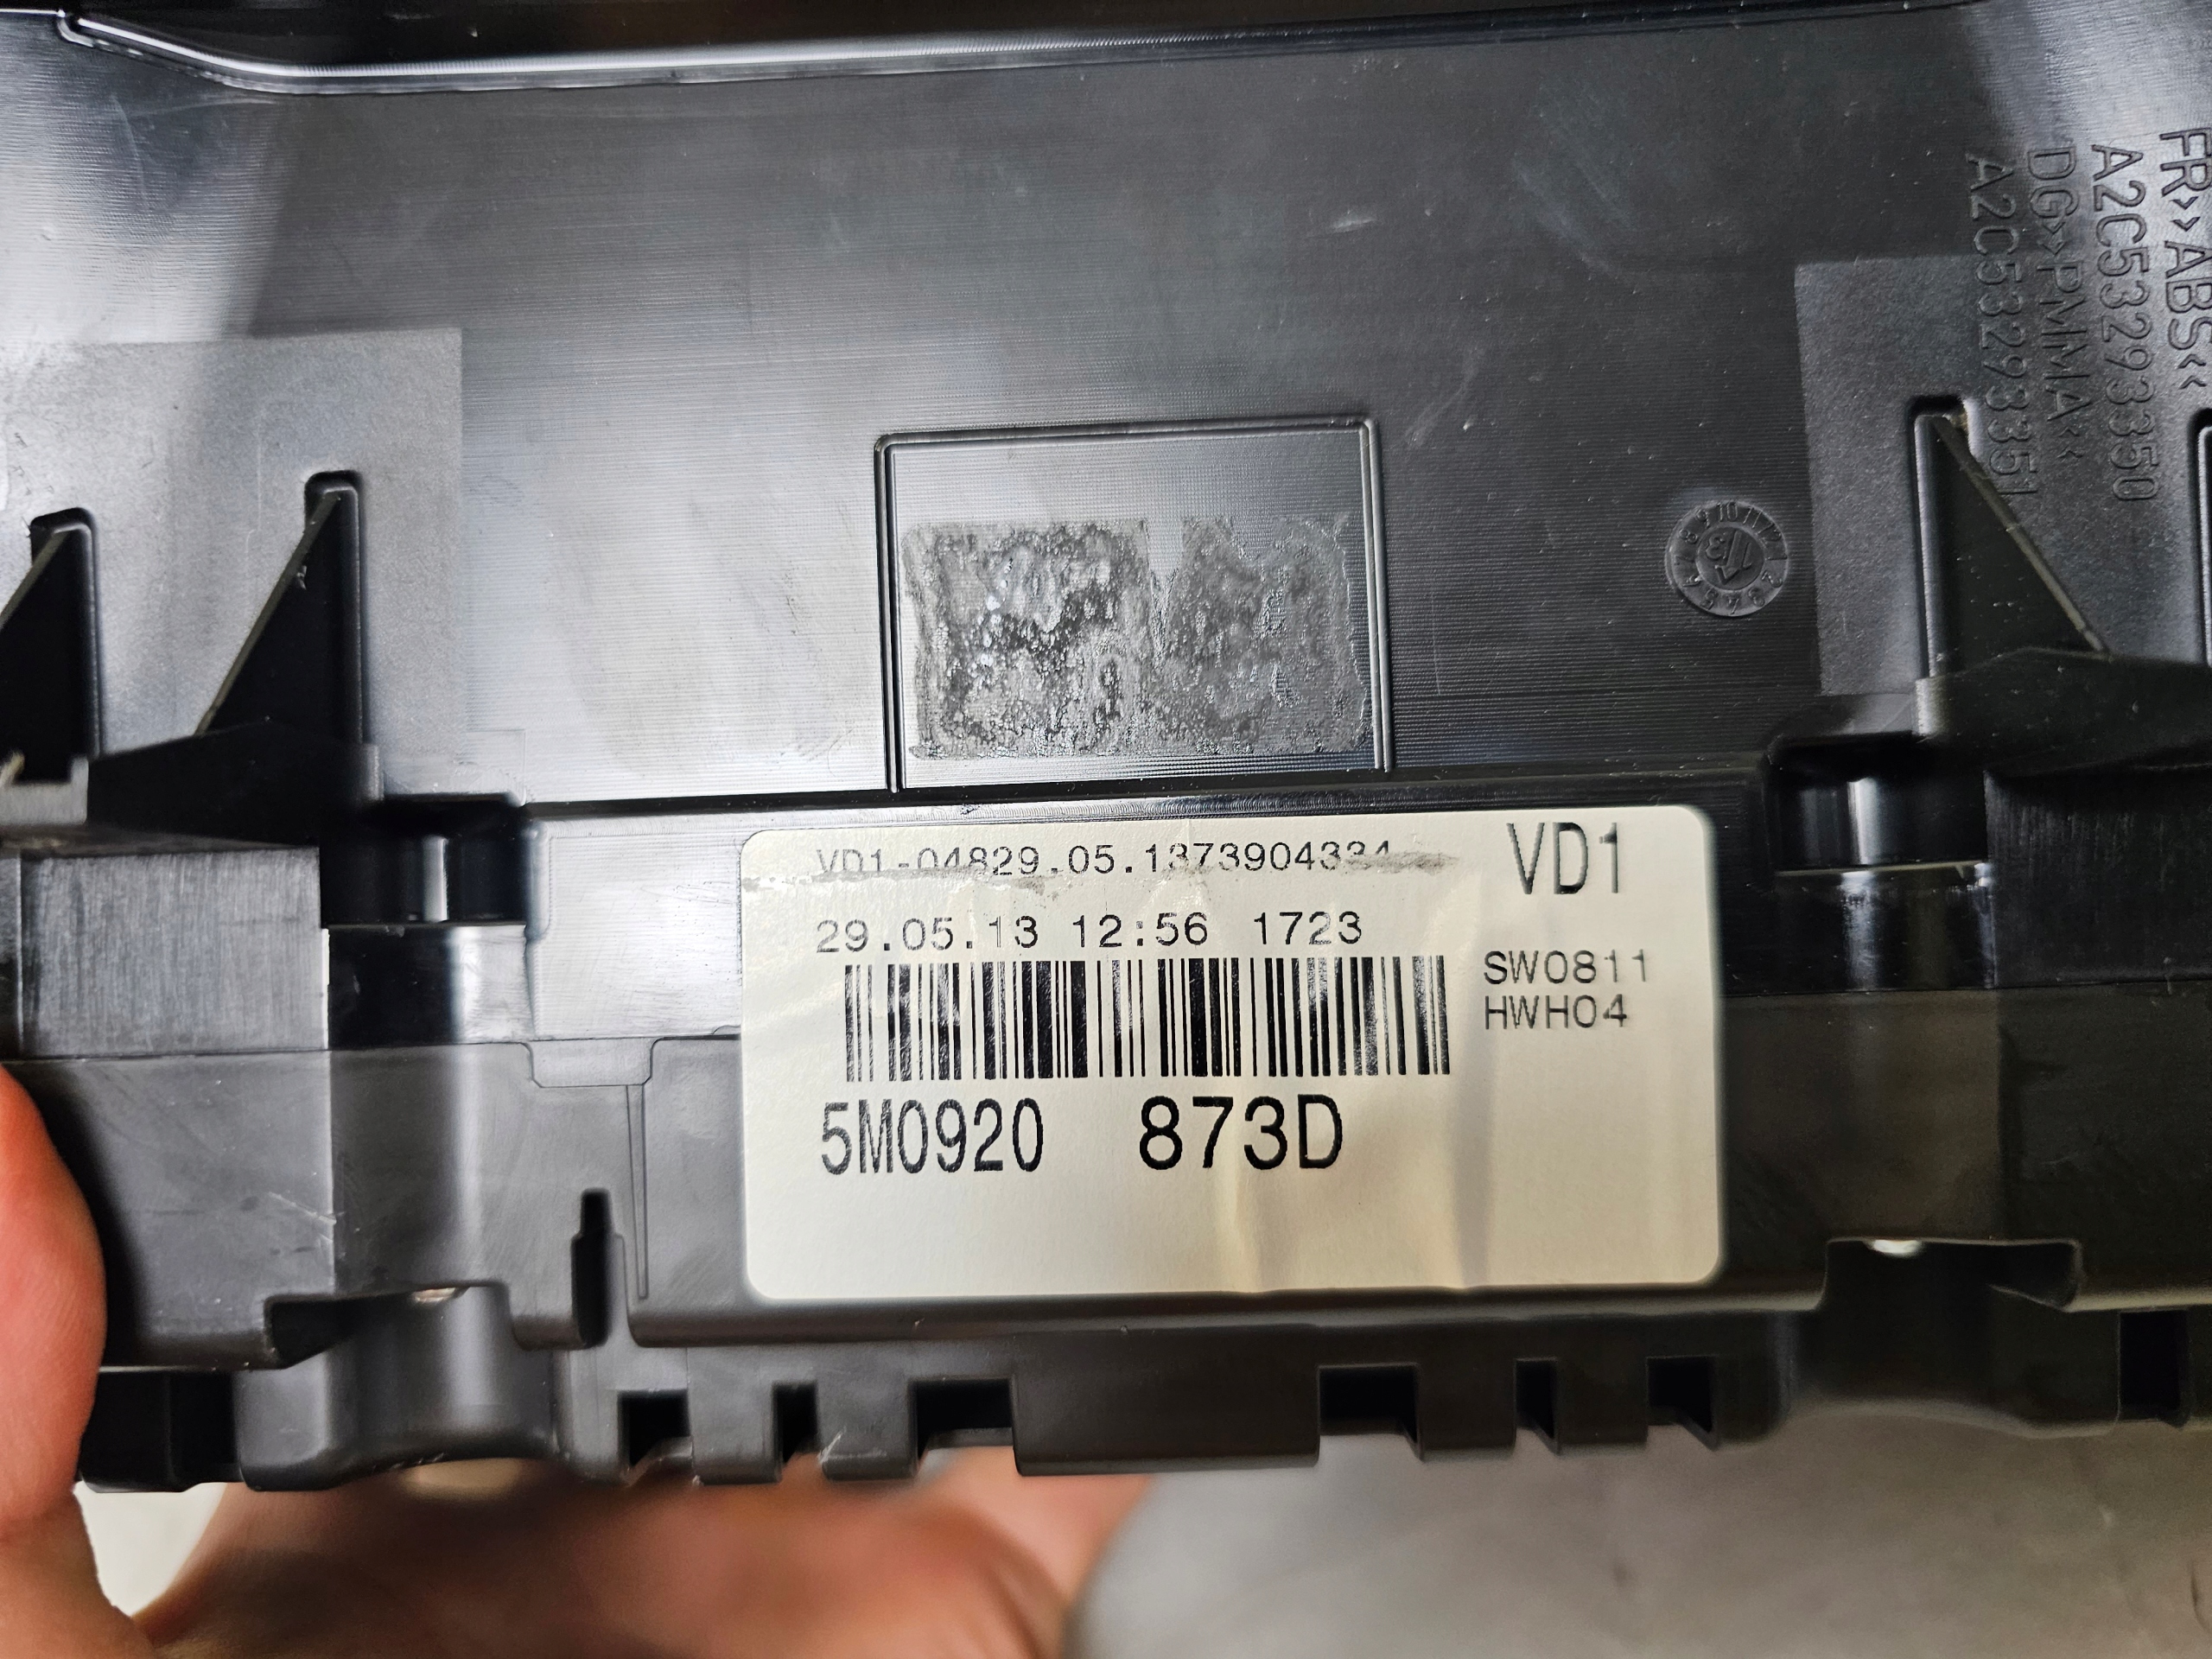 FR>>ABS<<
A2C53293350
DG>>PMMA<<
A2C53293351
VD1-04829.05.1373904334
VD1
29.05.13 12:56 1723
SW0811
HWH04
5M0920 873D